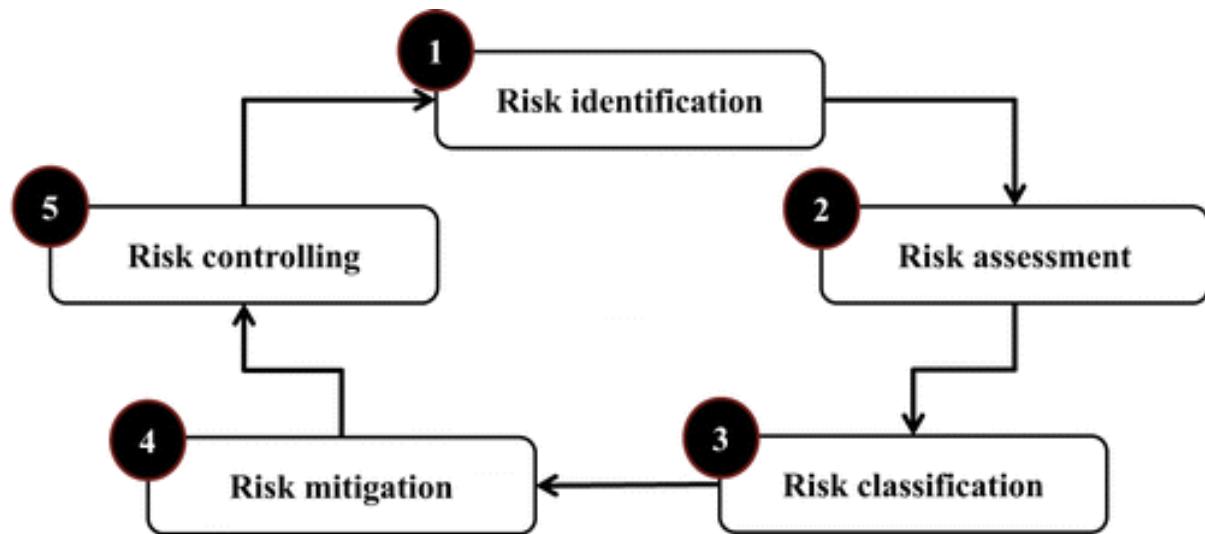 1
Risk identification
2
Risk assessment
3
Risk classification
4
Risk mitigation
5
Risk controlling